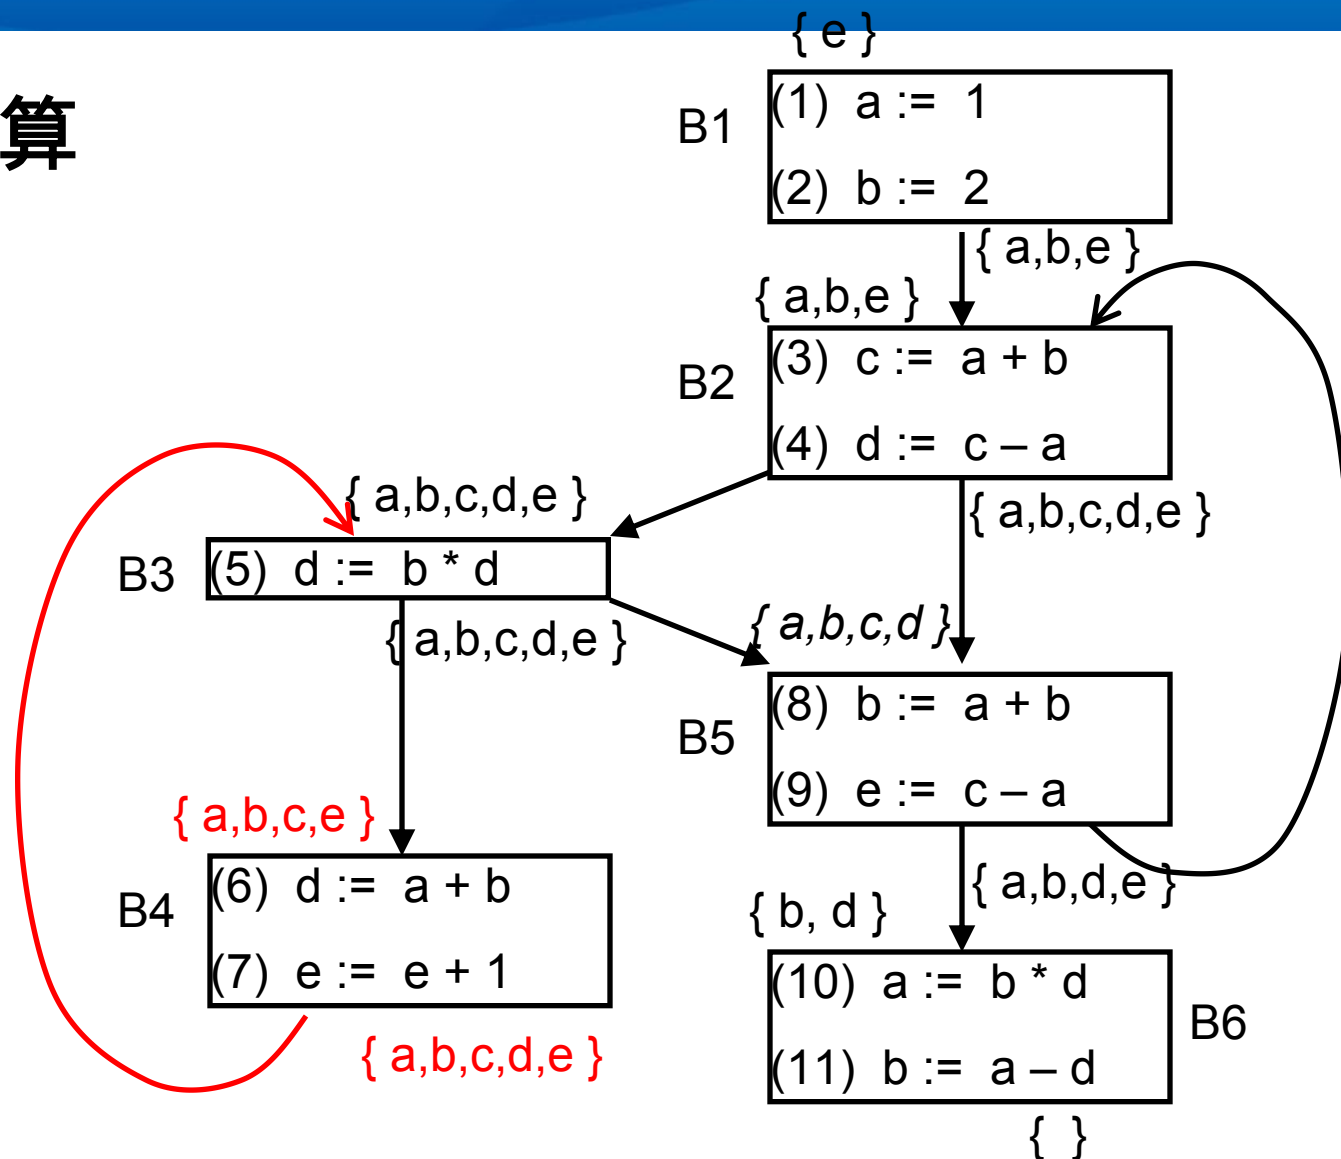 { e }
算
B1
(1) a := 1
(2) b := 2
{ a,b,e }
{ a,b,e }
B2
(3) c := a + b
(4) d := c – a
{ a,b,c,d,e }
{ a,b,c,d,e }
B3
(5) d := b * d
{ a,b,c,d,e }
{ a,b,c,d }
B5
(8) b := a + b
(9) e := c – a
{ a,b,c,e }
B4
(6) d := a + b
(7) e := e + 1
{ a,b,c,d,e }
{ a,b,d,e }
{ b, d }
(10) a := b * d
(11) b := a – d
B6
{ }